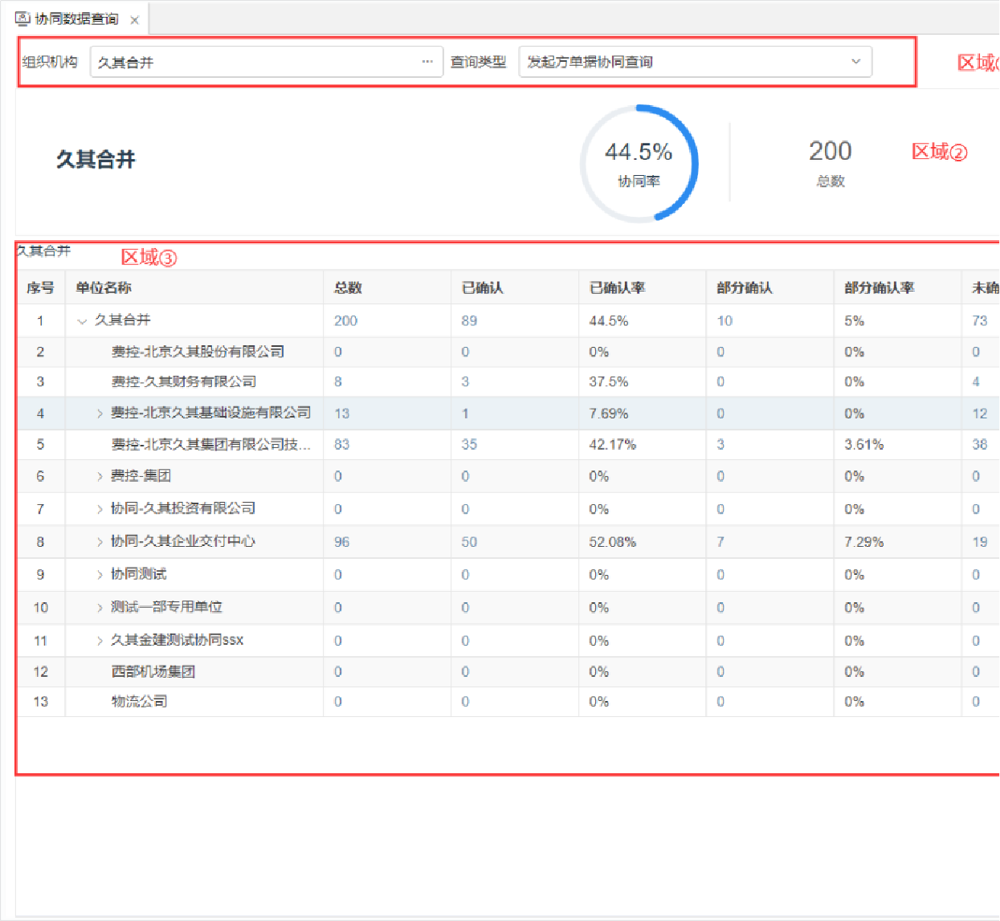 协同数据查询 ×
组织机构 久其合并 ··· 查询类型 发起方单据协同查询 区域
久其合并
44.5%
协同率
200
总数
区域②
久其合并
区域③
序号 单位名称 总数 已确认 已确认率 部分确认 部分确认率 未确
1 久其合并 200 89 44.5% 10 5% 73
2 费控-北京久其股份有限公司 0 0 0% 0 0% 0
3 费控-久其财务有限公司 8 3 37.5% 0 0% 4
4 费控-北京久其基础设施有限公司 13 1 7.69% 0 0% 12
5 费控-北京久其集团有限公司技... 83 35 42.17% 3 3.61% 38
6 费控-集团 0 0 0% 0 0% 0
7 协同-久其投资有限公司 0 0 0% 0 0% 0
8 协同-久其企业交付中心 96 50 52.08% 7 7.29% 19
9 协同测试 0 0 0% 0 0% 0
10 测试一部专用单位 0 0 0% 0 0% 0
11 久其金建测试协同ssx 0 0 0% 0 0% 0
12 西部机场集团 0 0 0% 0 0% 0
13 物流公司 0 0 0% 0 0% 0